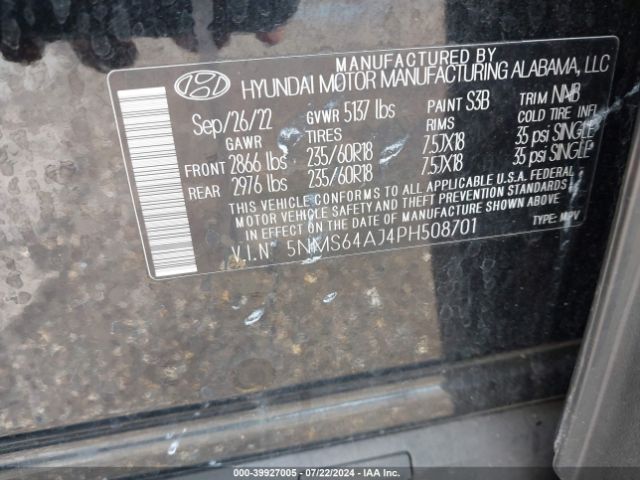 MANUFACTURED BY
HYUNDAI MOTOR MANUFACTURING ALABAMA, LLC
Sep/26/22 GVWR 5137 lbs PAINT S3B TRIM NNB
GAWR TIRES RIMS COLD TIRE INFL
FRONT 2866 lbs 235/60R18 7.5JX18 35 psi SINGLE
REAR 2976 lbs 235/60R18 7.5JX18 35 psi SINGLE
THIS VEHICLE CONFORMS TO ALL APPLICABLE U.S.A. FEDERAL
MOTOR VEHICLE SAFETY AND THEFT PREVENTION STANDARDS
IN EFFECT ON THE DATE OF MANUFACTURE SHOWN ABOVE.
V.I.N 5NMS64AJ4PH508701 TYPE: MPV
000-39927005 - 07/22/2024 - IAA Inc.